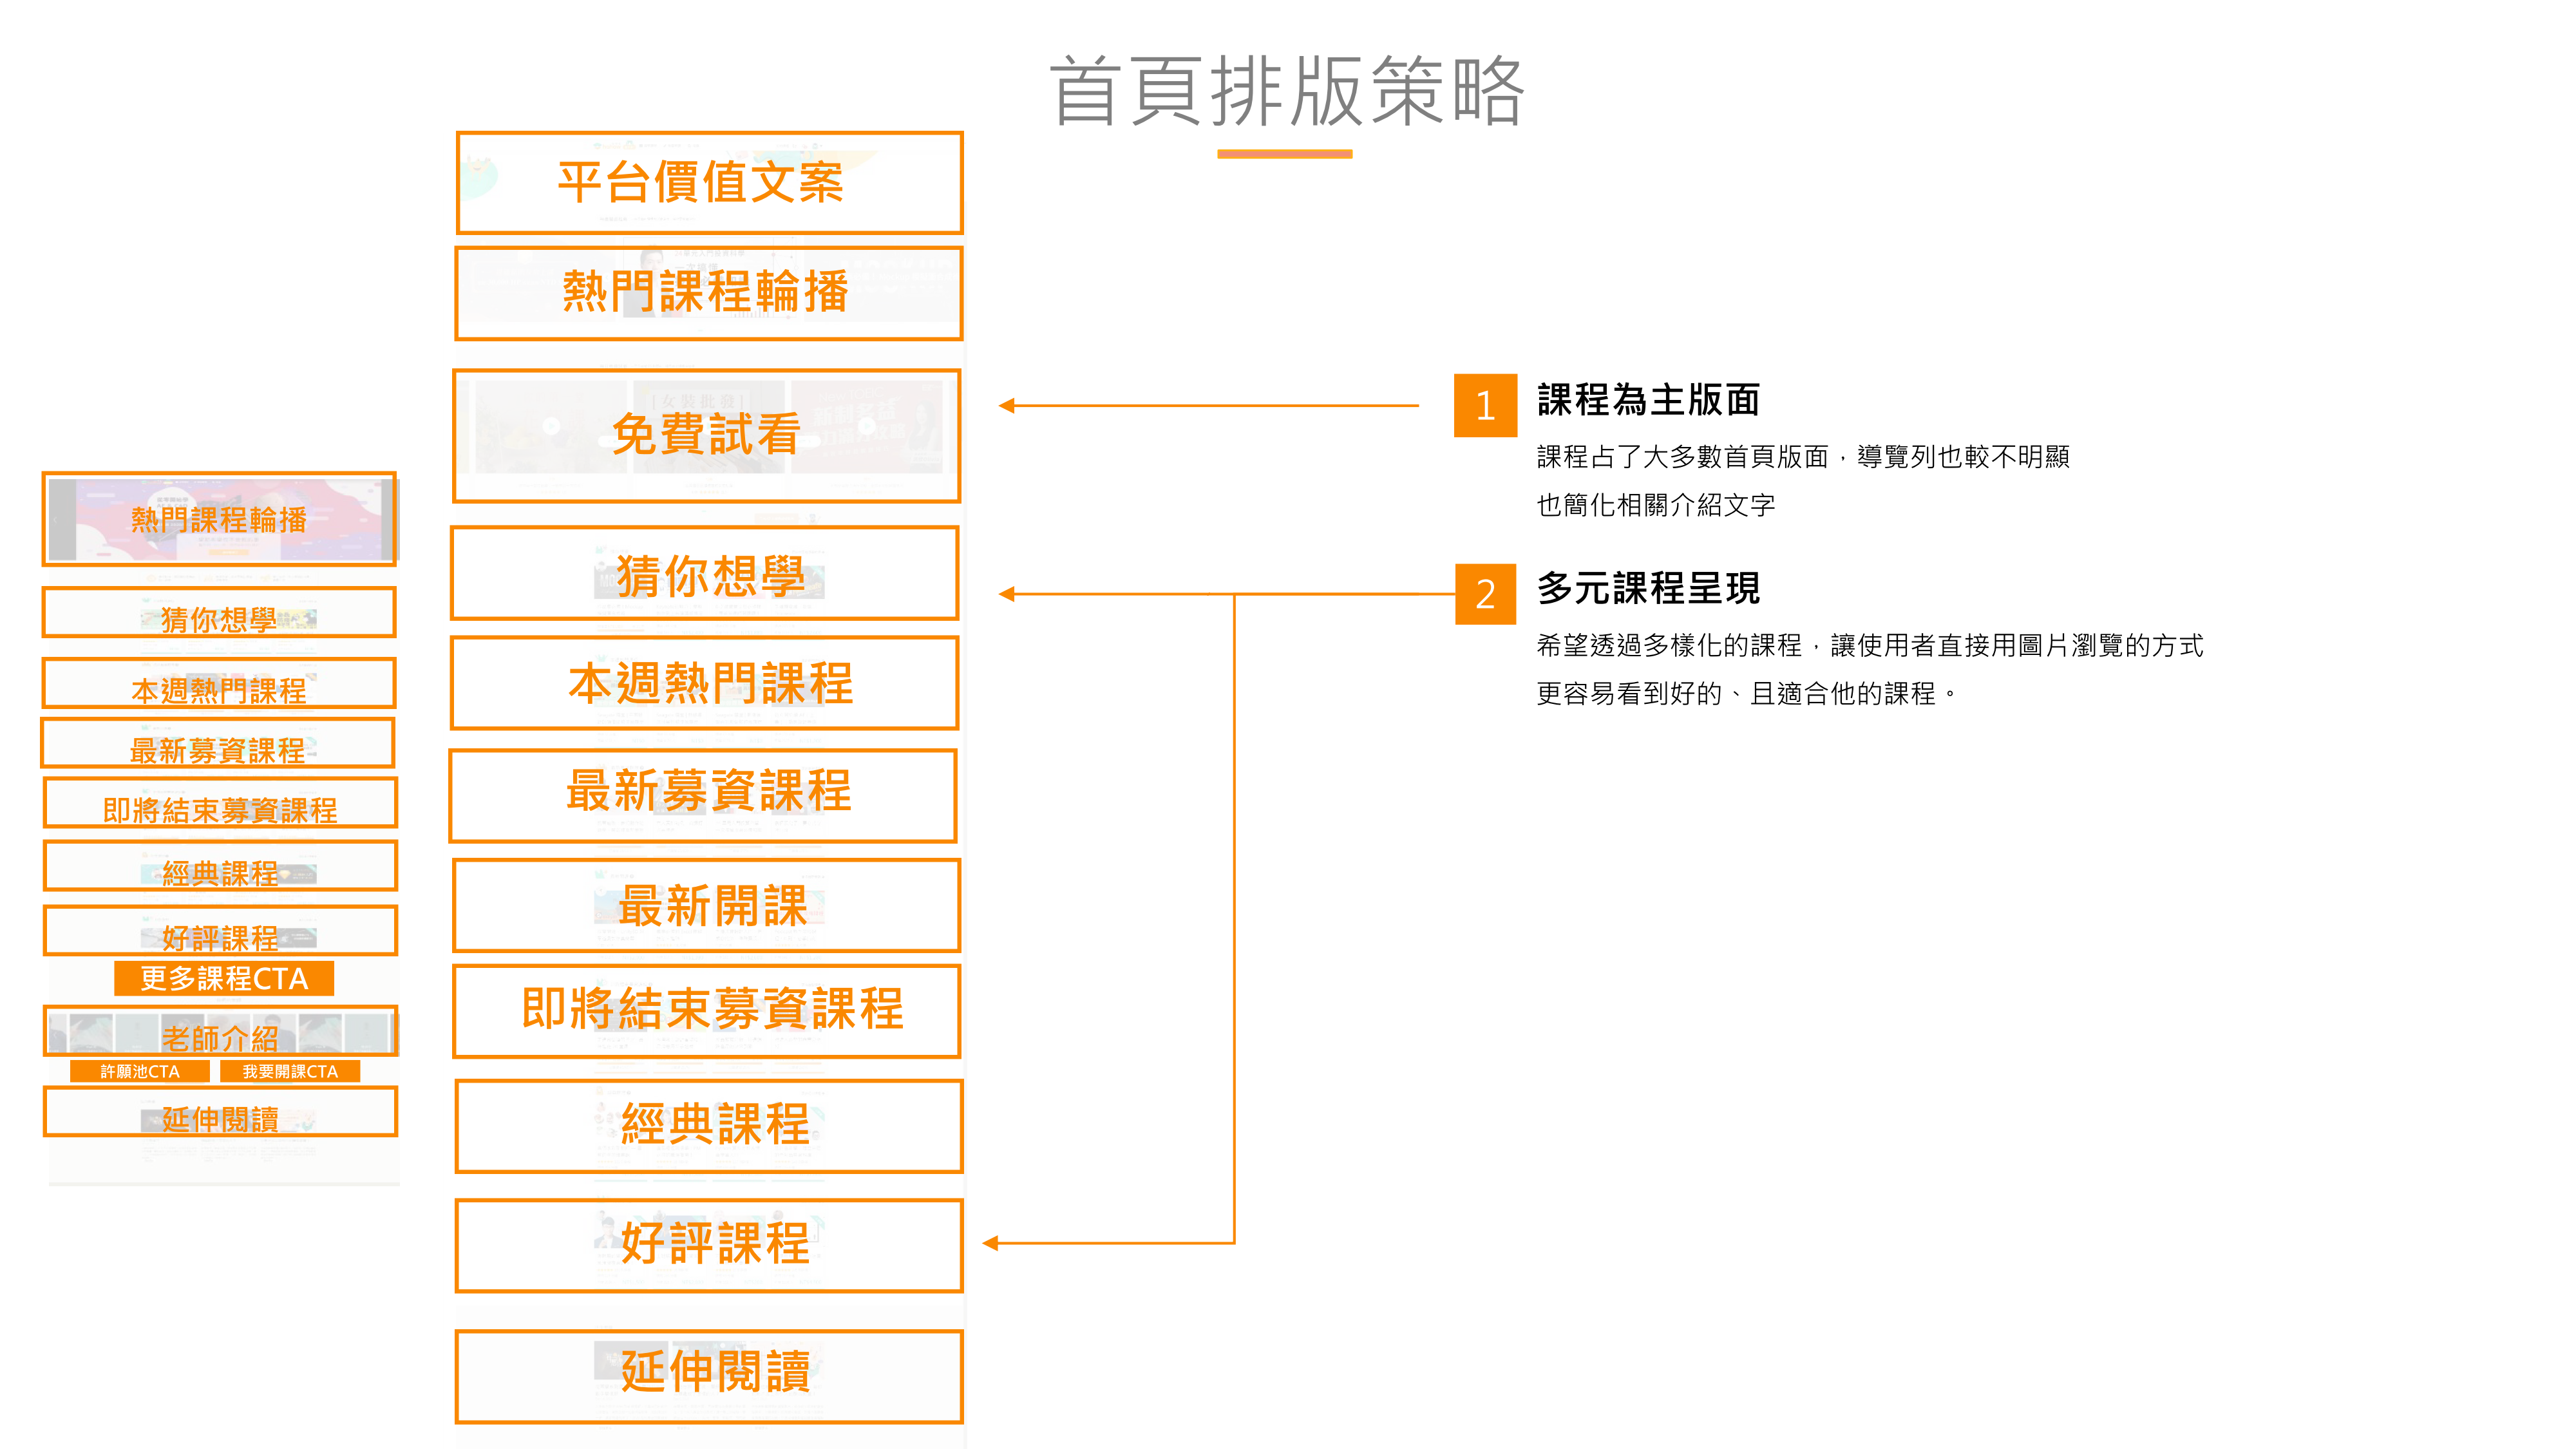 首頁排版策略
熱門課程輪播
猜你想學
本週熱門課程
最新募資課程
即將結束募資課程
經典課程
好評課程
更多課程CTA
老師介紹
許願池CTA
我要開課CTA
延伸閱讀
平台價值文案
熱門課程輪播
免費試看
猜你想學
本週熱門課程
最新募資課程
最新開課
即將結束募資課程
經典課程
好評課程
延伸閱讀
1
課程為主版面
課程占了大多數首頁版面，導覽列也較不明顯
也簡化相關介紹文字
2
多元課程呈現
希望透過多樣化的課程，讓使用者直接用圖片瀏覽的方式
更容易看到好的、且適合他的課程。